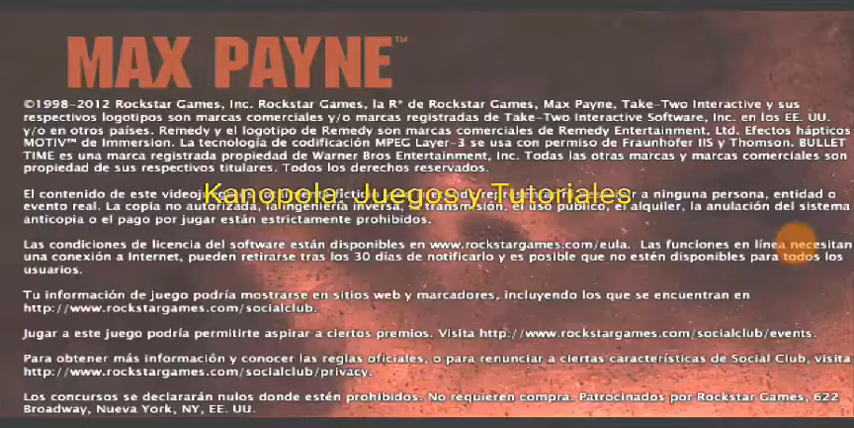 MAX PAYNE™
©1998-2012 Rockstar Games, Inc. Rockstar Games, la R* de Rockstar Games, Max Payne, Take-Two Interactive y sus
respectivos logotipos son marcas comerciales y/o marcas registradas de Take-Two Interactive Software, Inc. en los EE. UU.
y/o en otros países. Remedy y el logotipo de Remedy son marcas comerciales de Remedy Entertainment, Ltd. Efectos hápticos
MOTIV™ de Immersion. La tecnología de codificación MPEG Layer-3 se usa con permiso de Fraunhofer IIS y Thomson. BULLET
TIME es una marca registrada propiedad de Warner Bros Entertainment, Inc. Todas las otras marcas y marcas comerciales son
propiedad de sus respectivos titulares. Todos los derechos reservados.
El contenido de este a ninguna persona, entidad o
Kanopola: Juegos y Tutoriales
evento real. La copia no autorizada, la ingeniería inversa, la transmisión, el uso público, el alquiler, la anulación del sistema
anticopia o el pago por jugar están estrictamente prohibidos.
Las condiciones de licencia del software están disponibles en www.rockstargames.com/eula. Las funciones en línea necesitan
una conexión a Internet, pueden retirarse tras los 30 días de notificarlo y es posible que no estén disponibles para todos los
usuarios.
Tu información de juego podría mostrarse en sitios web y marcadores, incluyendo los que se encuentran en
http://www.rockstargames.com/socialclub.
Jugar a este juego podría permitirte aspirar a ciertos premios. Visita http://www.rockstargames.com/socialclub/events.
Para obtener más información y conocer las reglas oficiales, o para renunciar a ciertas características de Social Club, visita
http://www.rockstargames.com/socialclub/privacy.
Los concursos se declararán nulos donde estén prohibidos. No requieren compra. Patrocinados por Rockstar Games, 622
Broadway, Nueva York, NY, EE. UU.